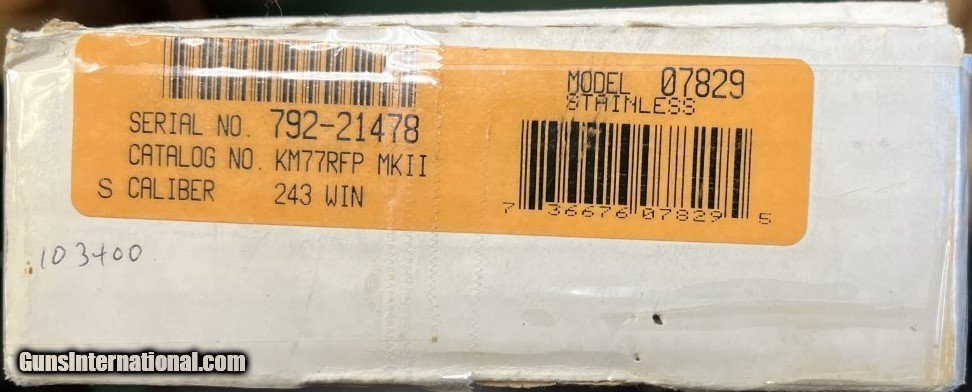 SERIAL NO. 792-21478
CATALOG NO. KM77RFP MKII
S CALIBER 243 WIN
MODEL 07829
STAINLESS
7 36676 07829 5
103400
GunsInternational.com